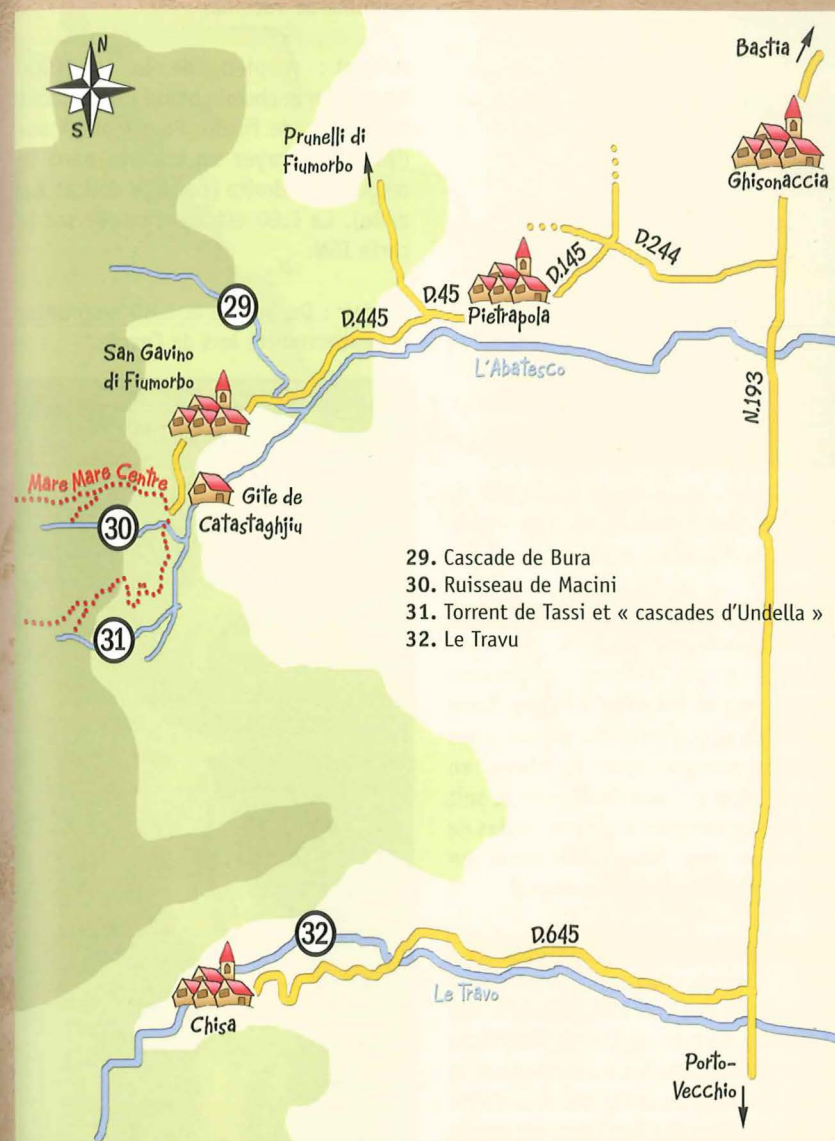 N
S
Bastia
Prunelli di
Fiumorbo
Ghisonaccia
D.244
D.145
D.45
Pietrapola
D.445
29
San Gavino
di Fiumorbo
L'Abatesco
N.193
Mare Mare Centre
Gîte de
Catastaghjiu
30
29. Cascade de Bura
30. Ruisseau de Macini
31. Torrent de Tassi et « cascades d'Undella »
32. Le Travu
31
32
D.645
Le Travo
Chisa
Porto-
Vecchio